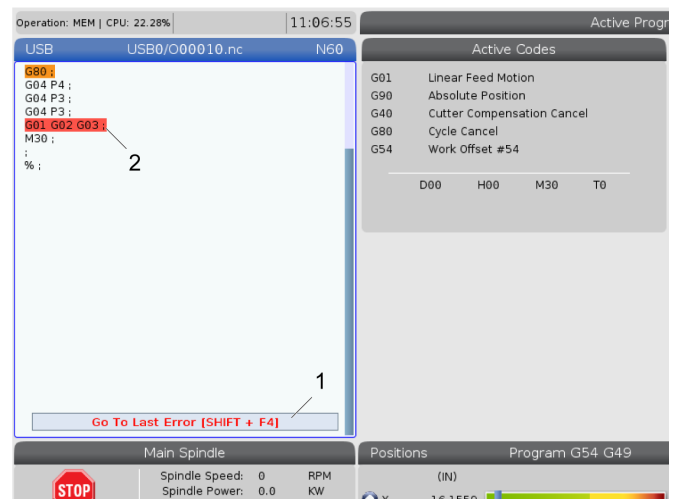 Operation: MEM | CPU: 22.28%
11:06:55
Active Progr
USB USB0/O00010.nc N60
G80 ;
G04 P4 ;
G04 P3 ;
G04 P3 ;
G01 G02 G03 ;
M30 ;
;
% ;
2
1
Go To Last Error [SHIFT + F4]
Active Codes
G01 Linear Feed Motion
G90 Absolute Position
G40 Cutter Compensation Cancel
G80 Cycle Cancel
G54 Work Offset #54
D00 H00 M30 T0
Main Spindle
STOP
Spindle Speed: 0 RPM
Spindle Power: 0.0 KW
Positions Program G54 G49
(IN)
X 16.1550